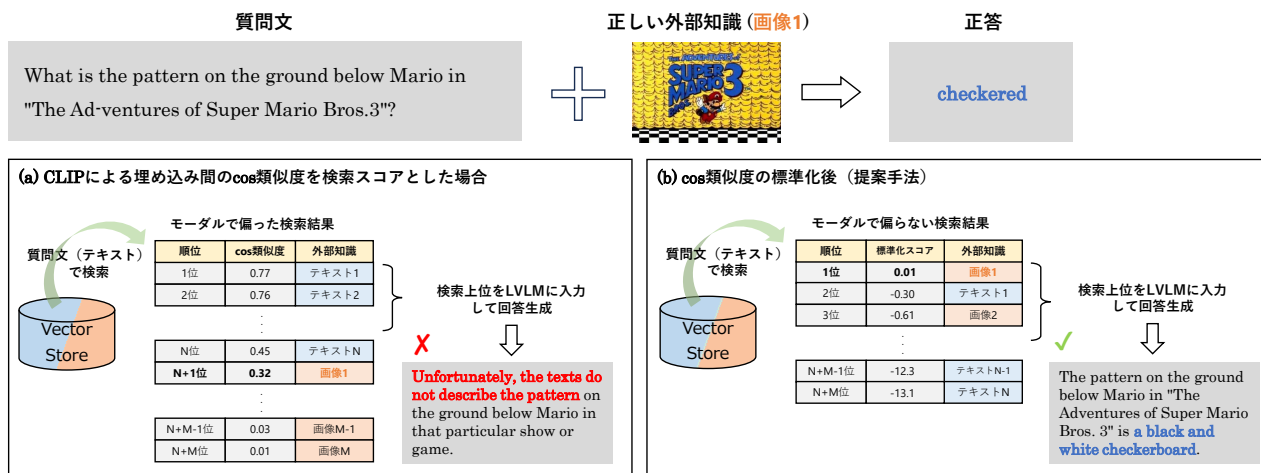 質問文
正しい外部知識 (画像1)
正答
What is the pattern on the ground below Mario in
"The Ad-ventures of Super Mario Bros.3"?
THE ADVENTURES OF
SUPER
MARIO
BROS
3
checkered
(a) CLIPによる埋め込み間のcos類似度を検索スコアとした場合
モーダルで偏った検索結果
質問文（テキスト）
で検索
Vector
Store
順位 cos類似度 外部知識
1位 0.77 テキスト1
2位 0.76 テキスト2
N位 0.45 テキストN
N+1位 0.32 画像1
N+M-1位 0.03 画像M-1
N+M位 0.01 画像M
検索上位をLVLMに入力
して回答生成
Unfortunately, the texts do
not describe the pattern on
the ground below Mario in
that particular show or
game.
(b) cos類似度の標準化後（提案手法）
モーダルで偏らない検索結果
質問文（テキスト）
で検索
Vector
Store
順位 標準化スコア 外部知識
1位 0.01 画像1
2位 -0.30 テキスト1
3位 -0.61 画像2
N+M-1位 -12.3 テキストN-1
N+M位 -13.1 テキストN
検索上位をLVLMに入力
して回答生成
The pattern on the ground
below Mario in "The
Adventures of Super Mario
Bros. 3" is a black and
white checkerboard.